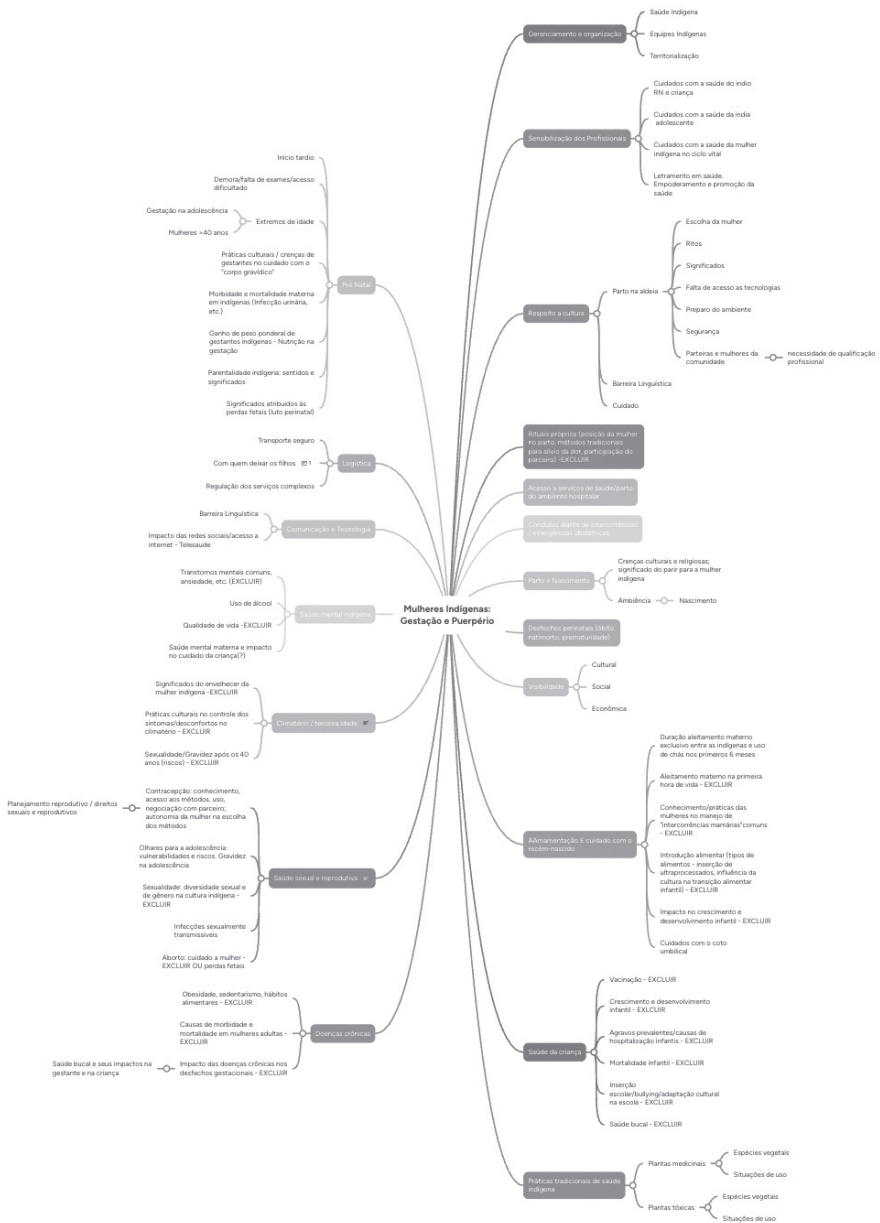 Mulheres Indígenas:
Gestação e Puerpério
Gerenciamento e organização
Saúde Indígena
Equipes Indígenas
Territorialização
Sensibilização dos Profissionais
Cuidados com a saúde do indio
RN e criança
Cuidados com a saúde da india
adolescente
Cuidados com a saúde da mulher
indígena no ciclo vital
Letramento em saúde.
Empoderamento e promoção da
saúde
Respeito a cultura
Parto na aldeia
Escolha da mulher
Ritos
Significados
Falta de acesso as tecnologias
Preparo do ambiente
Segurança
Parteiras e mulheres da
comunidade
necessidade de qualificação
profissional
Barreira Linguística
Cuidado
Rituais próprios (posição da mulher
no parto, métodos tradicionais
para alívio da dor, participação do
parceiro) -EXCLUIR
Acesso a serviços de saúde/parto
do ambiente hospitalar
Condutas diante de intercorrências
/ emergências obstétricas
Parto e Nascimento
Crenças culturais e religiosas;
significado do parir para a mulher
indígena
Ambiência
Nascimento
Desfechos perinatais (óbito,
natimorto, prematuridade)
Visibilidade
Cultural
Social
Econômica
AAmamentação E cuidado com o
recém-nascido
Duração aleitamento materno
exclusivo entre as indígenas e uso
de chás nos primeiros 6 meses
Aleitamento materno na primeira
hora de vida - EXCLUIR
Conhecimento/práticas das
mulheres no manejo de
"intercorrências mamárias"comuns
- EXCLUIR
Introdução alimentar (tipos de
alimentos - inserção de
ultraprocessados, influência da
cultura na transição alimentar
infantil) - EXCLUIR
Impacto no crescimento e
desenvolvimento infantil - EXCLUIR
Cuidados com o coto
umbilical
Saúde da criança
Vacinação - EXCLUIR
Crescimento e desenvolvimento
infantil - EXLCUIR
Agravos prevalentes/causas de
hospitalização infantis - EXCLUIR
Mortalidade infantil - EXCLUIR
Inserção
escolar/bullying/adaptação cultural
na escola - EXCLUIR
Saúde bucal - EXCLUIR
Práticas tradicionais de saúde
indígena
Plantas medicinais
Espécies vegetais
Situações de uso
Plantas tóxicas
Espécies vegetais
Situações de uso
Pré Natal
Início tardio
Demora/falta de exames/acesso
dificultado
Extremos de idade
Gestação na adolescência
Mulheres >40 anos
Práticas culturais / crenças de
gestantes no cuidado com o
"corpo gravídico"
Morbidade e mortalidade materna
em indígenas (Infecção urinária,
etc.)
Ganho de peso ponderal de
gestantes indígenas - Nutrição na
gestação
Parentalidade indígena: sentidos e
significados
Significados atribuídos às
perdas fetais (luto perinatal)
Logística
Transporte seguro
Com quem deixar os filhos 1
Regulação dos serviços complexos
Comunicação e Tecnologia
Barreira Linguística
Impacto das redes sociais/acesso a
internet - Telesaude
Saúde mental indígena
Transtornos mentais comuns,
ansiedade, etc. (EXCLUIR)
Uso de álcool
Qualidade de vida -EXCLUIR
Saúde mental materna e impacto
no cuidado da criança(?)
Climatério / terceira idade
Significados do envelhecer da
mulher indígena -EXCLUIR
Práticas culturais no controle dos
sintomas/desconfortos no
climatério - EXCLUIR
Sexualidade/Gravidez após os 40
anos (riscos) - EXCLUIR
Saúde sexual e reprodutiva
Contracepção: conhecimento,
acesso aos métodos, uso,
negociação com parceiro;
autonomia da mulher na escolha
dos métodos
Planejamento reprodutivo / direitos
sexuais e reprodutivos
Olhares para a adolescência:
vulnerabilidades e riscos. Gravidez
na adolescência
Sexualidade: diversidade sexual e
de gênero na cultura indígena -
EXCLUIR
Infecções sexualmente
transmissíveis
Aborto: cuidado a mulher -
EXCLUIR OU perdas fetais
Doenças crônicas
Obesidade, sedentarismo, hábitos
alimentares - EXCLUIR
Causas de morbidade e
mortalidade em mulheres adultas -
EXCLUIR
Impacto das doenças crônicas nos
desfechos gestacionais - EXCLUIR
Saúde bucal e seus impactos na
gestante e na criança